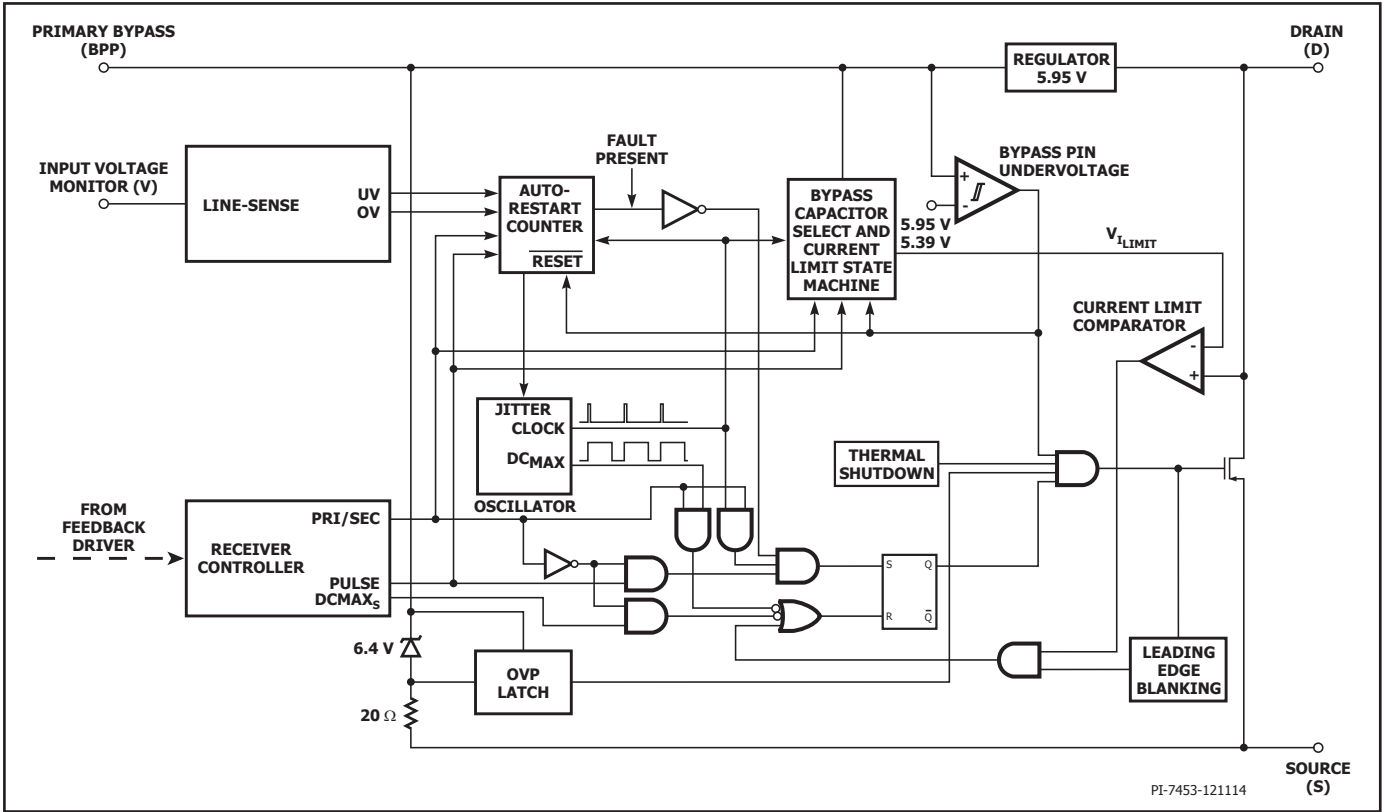 PRIMARY BYPASS
(BPP)
DRAIN
(D)
REGULATOR
5.95 V
INPUT VOLTAGE
MONITOR (V)
LINE-SENSE
UV
OV
AUTO-
RESTART
COUNTER
RESET
FAULT
PRESENT
BYPASS
CAPACITOR
SELECT AND
CURRENT
LIMIT STATE
MACHINE
+
-
5.95 V
5.39 V
BYPASS PIN
UNDERVOLTAGE
VILIMIT
CURRENT LIMIT
COMPARATOR
-
+
JITTER
CLOCK
DCMAX
OSCILLATOR
THERMAL
SHUTDOWN
FROM
FEEDBACK
DRIVER
RECEIVER
CONTROLLER
PRI/SEC
PULSE
DCMAXS
S
Q
R
Q̅
6.4 V
OVP
LATCH
20 Ω
LEADING
EDGE
BLANKING
SOURCE
(S)
PI-7453-121114